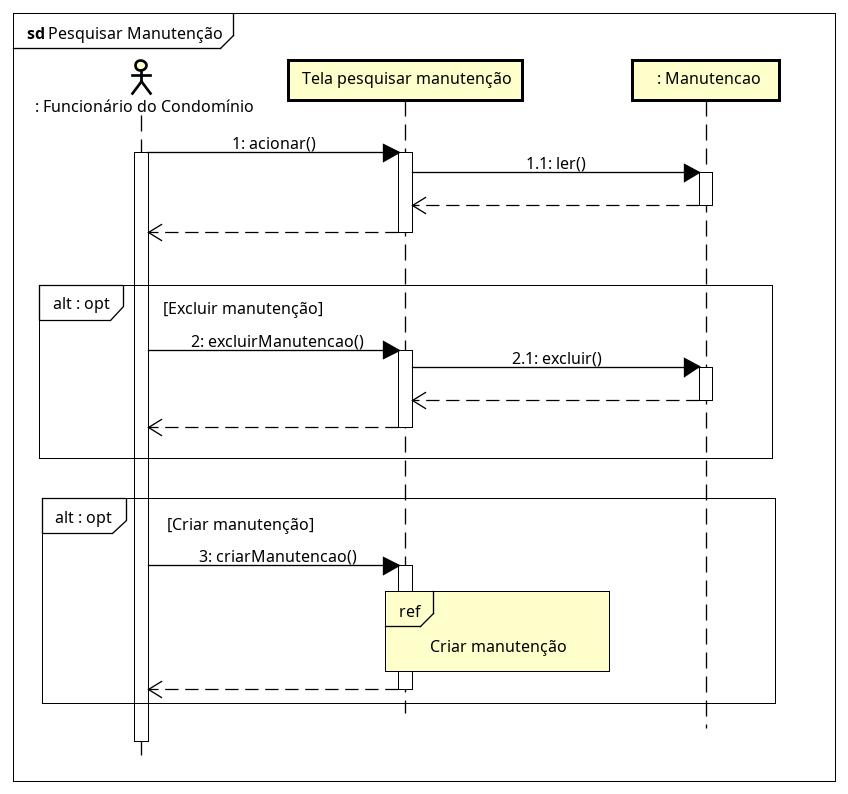 sd Pesquisar Manutenção
: Funcionário do Condomínio
Tela pesquisar manutenção
: Manutencao
1: acionar()
1.1: ler()
alt : opt
[Excluir manutenção]
2: excluirManutencao()
2.1: excluir()
alt : opt
[Criar manutenção]
3: criarManutencao()
ref
Criar manutenção